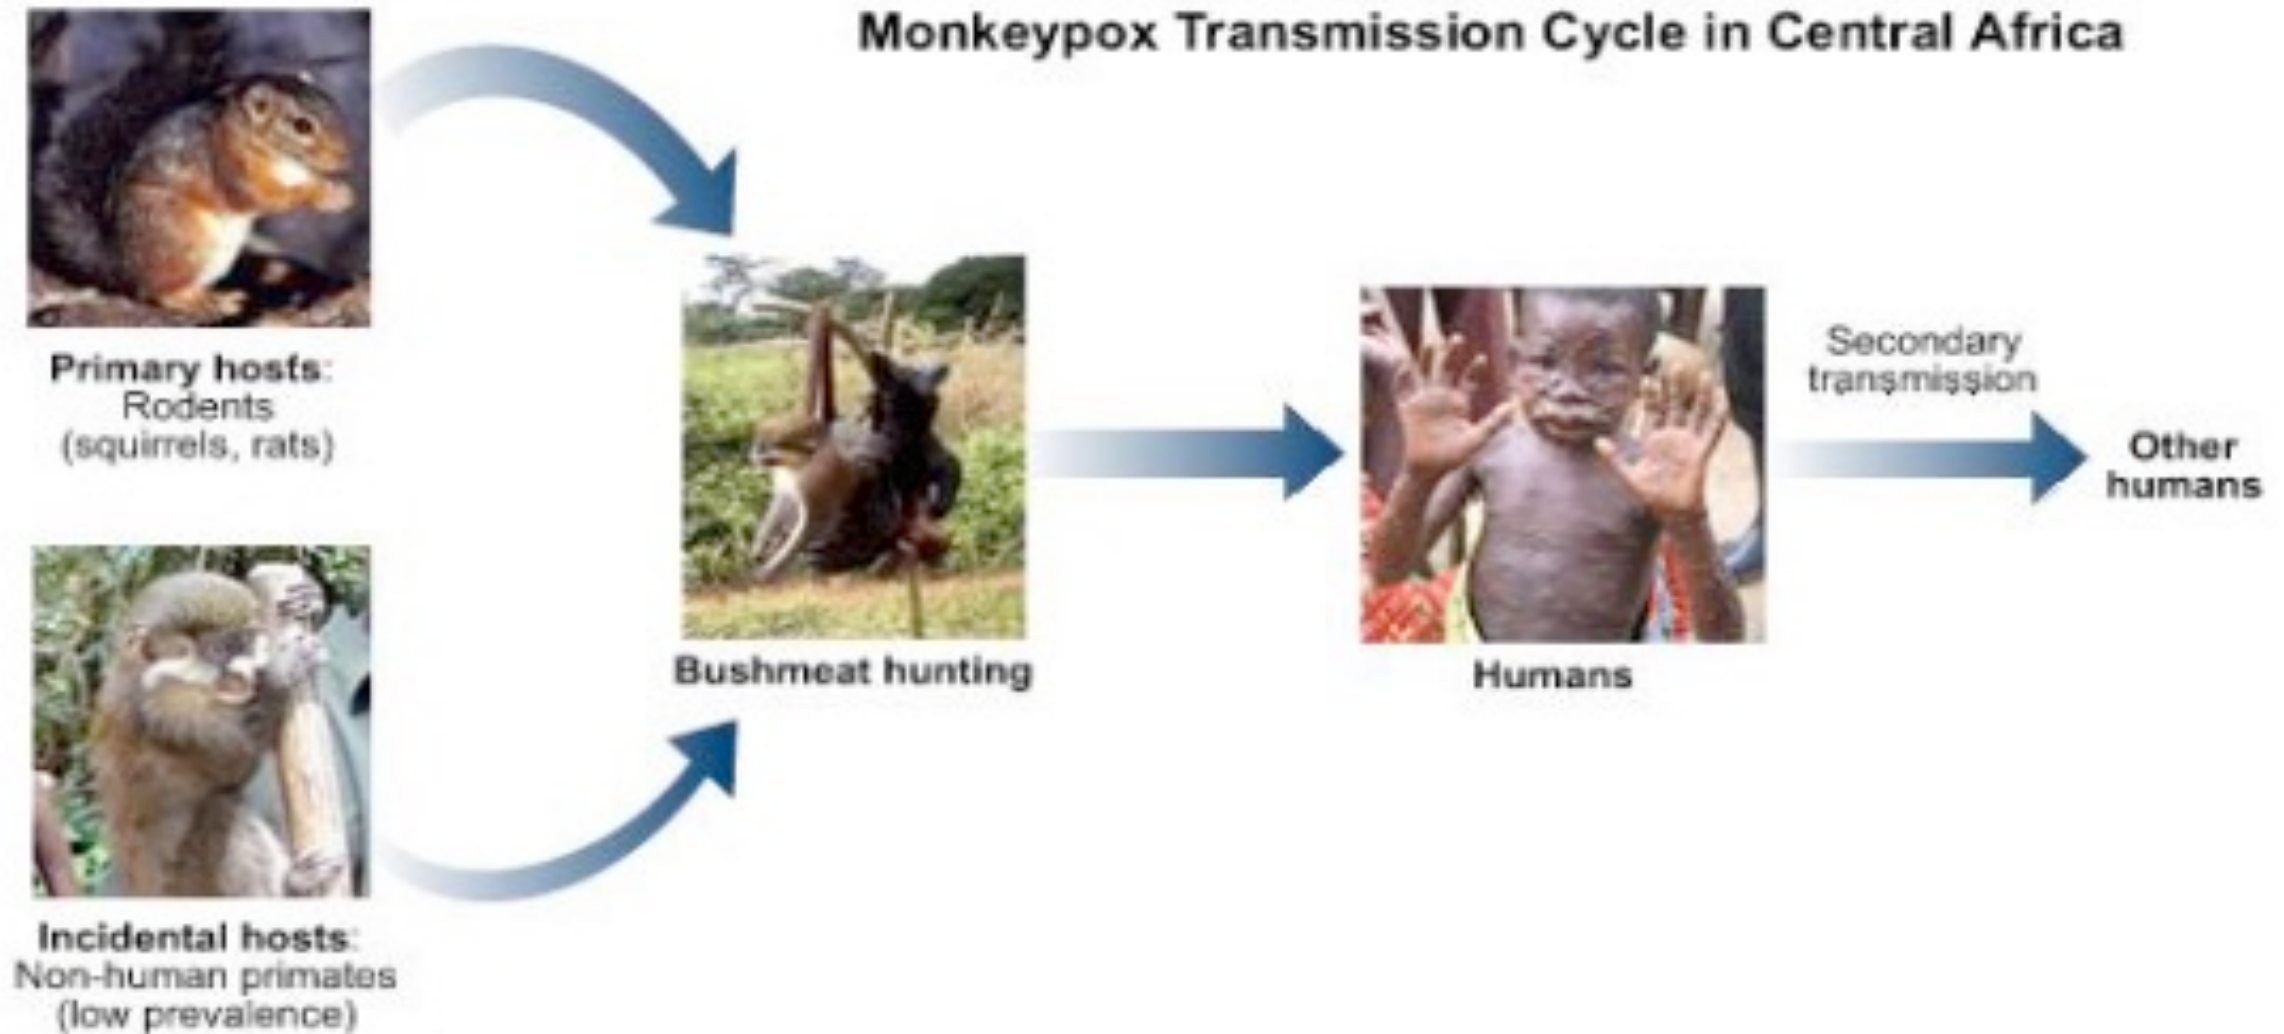 Monkeypox Transmission Cycle in Central Africa
Primary hosts:
Rodents
(squirrels, rats)
Bushmeat hunting
Humans
Secondary
transmission
Other
humans
Incidental hosts:
Non-human primates
(low prevalence)